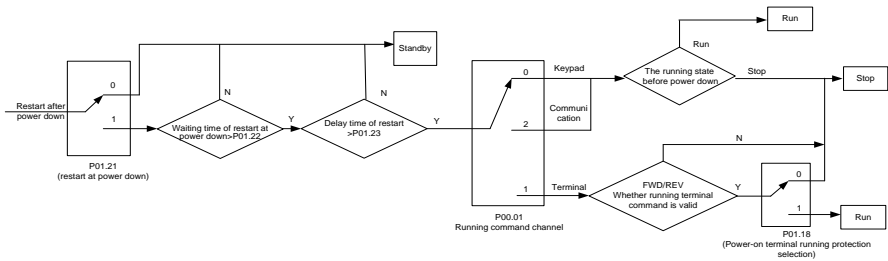 Restart after
power down
0
1
P01.21
(restart at power down)
N
Waiting time of restart at
power down>P01.22
Y
N
Delay time of restart
>P01.23
Y
Standby
0
2
1
P00.01
Running command channel
Keypad
Communi
cation
Terminal
Run
Run
The running state
before power down
Stop
Stop
N
FWD/REV
Whether running terminal
command is valid
Y
0
1
P01.18
(Power-on terminal running protection
selection)
Run